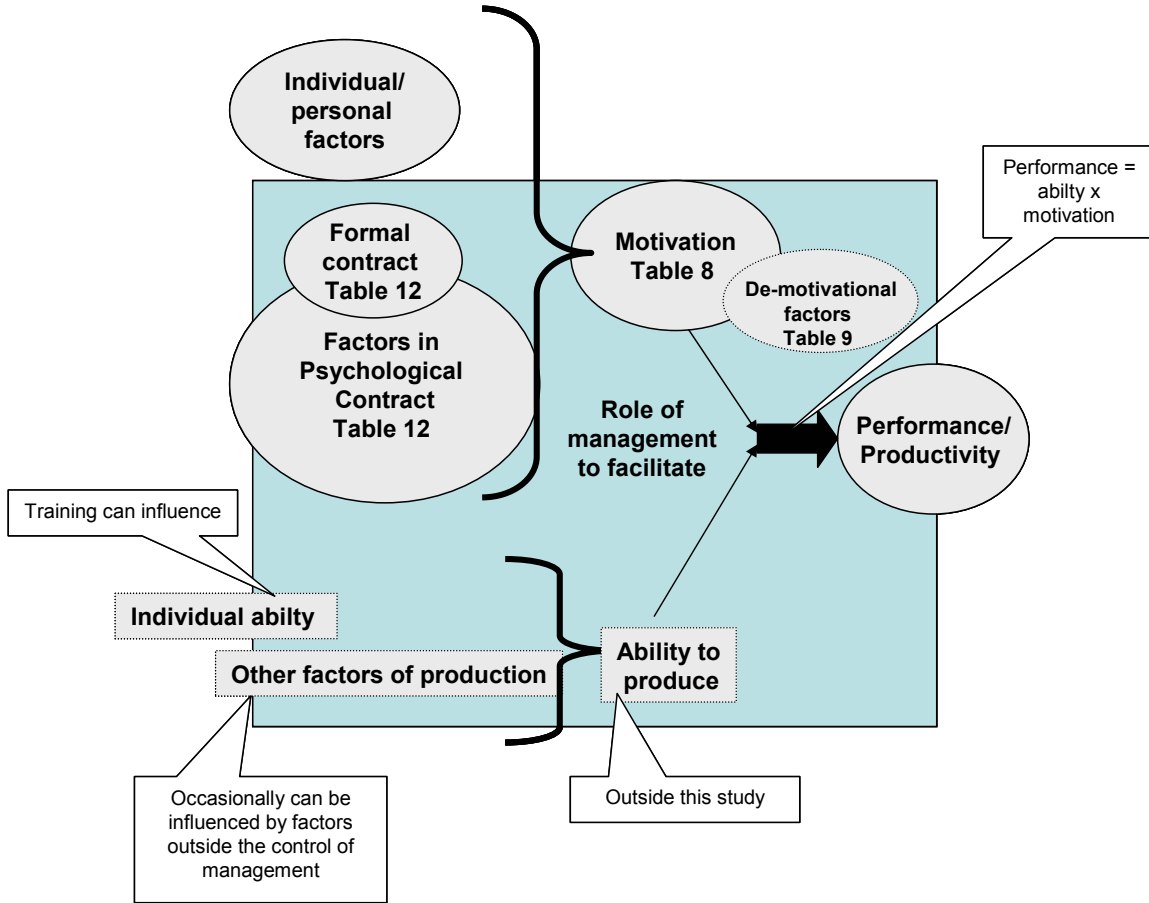 Individual/
personal
factors
Performance =
abilty x
motivation
Formal
contract
Table 12
Motivation
Table 8
De-motivational
factors
Table 9
Factors in
Psychological
Contract
Table 12
Role of
management
to facilitate
Performance/
Productivity
Training can influence
Individual abilty
Other factors of production
Ability to
produce
Occasionally can be
influenced by factors
outside the control of
management
Outside this study